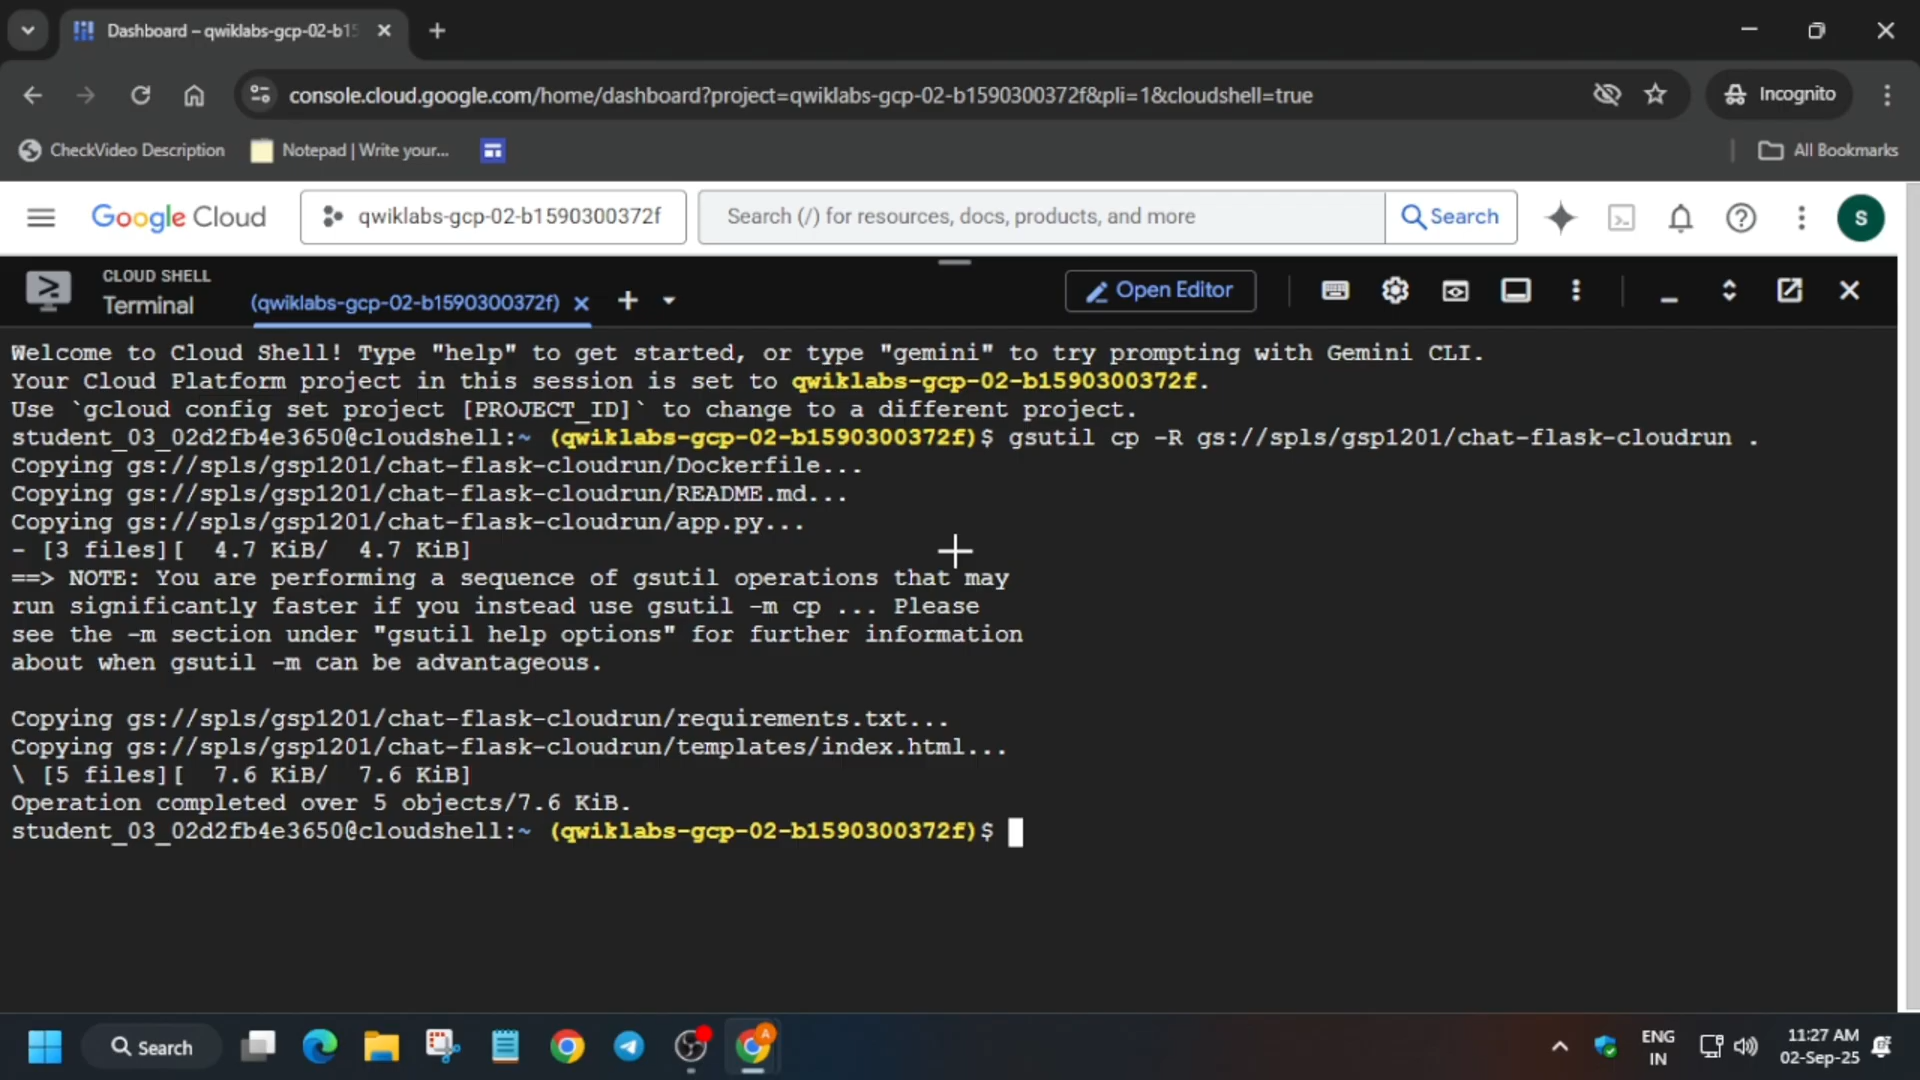 Dashboard – qwiklabs-gcp-02-b15
console.cloud.google.com/home/dashboard?project=qwiklabs-gcp-02-b1590300372f&pli=1&cloudshell=true
Incognito
CheckVideo Description
Notepad | Write your...
All Bookmarks
Google Cloud
qwiklabs-gcp-02-b1590300372f
Search (/) for resources, docs, products, and more
Search
S
CLOUD SHELL
Terminal
(qwiklabs-gcp-02-b1590300372f)
Open Editor
Welcome to Cloud Shell! Type "help" to get started, or type "gemini" to try prompting with Gemini CLI.
Your Cloud Platform project in this session is set to qwiklabs-gcp-02-b1590300372f.
Use `gcloud config set project [PROJECT_ID]` to change to a different project.
student_03_02d2fb4e3650@cloudshell:~ (qwiklabs-gcp-02-b1590300372f)$ gsutil cp -R gs://spls/gsp1201/chat-flask-cloudrun .
Copying gs://spls/gsp1201/chat-flask-cloudrun/Dockerfile...
Copying gs://spls/gsp1201/chat-flask-cloudrun/README.md...
Copying gs://spls/gsp1201/chat-flask-cloudrun/app.py...
- [3 files][  4.7 KiB/  4.7 KiB]
==> NOTE: You are performing a sequence of gsutil operations that may
run significantly faster if you instead use gsutil -m cp ... Please
see the -m section under "gsutil help options" for further information
about when gsutil -m can be advantageous.
Copying gs://spls/gsp1201/chat-flask-cloudrun/requirements.txt...
Copying gs://spls/gsp1201/chat-flask-cloudrun/templates/index.html...
\ [5 files][  7.6 KiB/  7.6 KiB]
Operation completed over 5 objects/7.6 KiB.
student_03_02d2fb4e3650@cloudshell:~ (qwiklabs-gcp-02-b1590300372f)$
Search
A
ENG
IN
11:27 AM
02-Sep-25